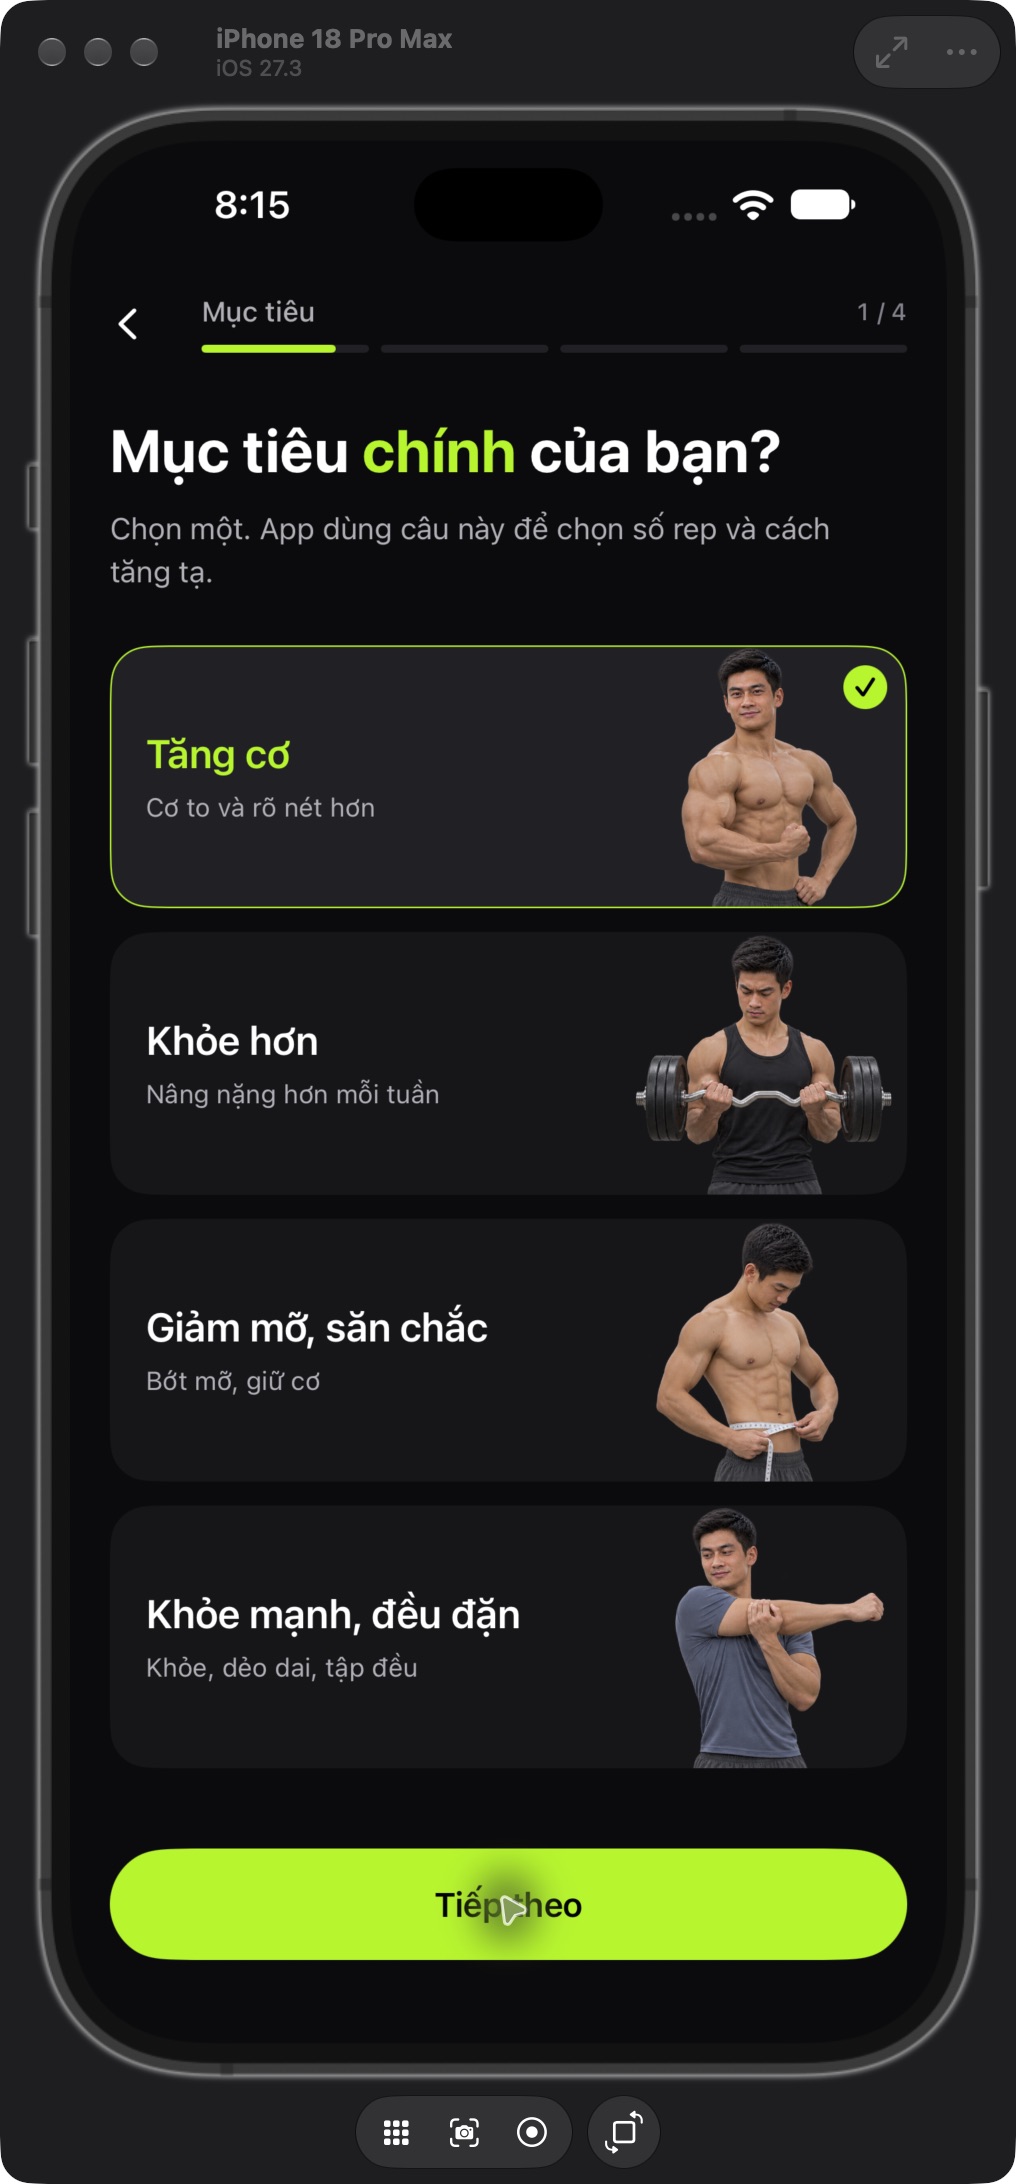 iPhone 18 Pro Max
iOS 27.3
8:15
Mục tiêu
1 / 4
Mục tiêu chính của bạn?
Chọn một. App dùng câu này để chọn số rep và cách
tăng tạ.
Tăng cơ
Cơ to và rõ nét hơn
Khỏe hơn
Nâng nặng hơn mỗi tuần
Giảm mỡ, săn chắc
Bớt mỡ, giữ cơ
Khỏe mạnh, đều đặn
Khỏe, dẻo dai, tập đều
Tiếp theo